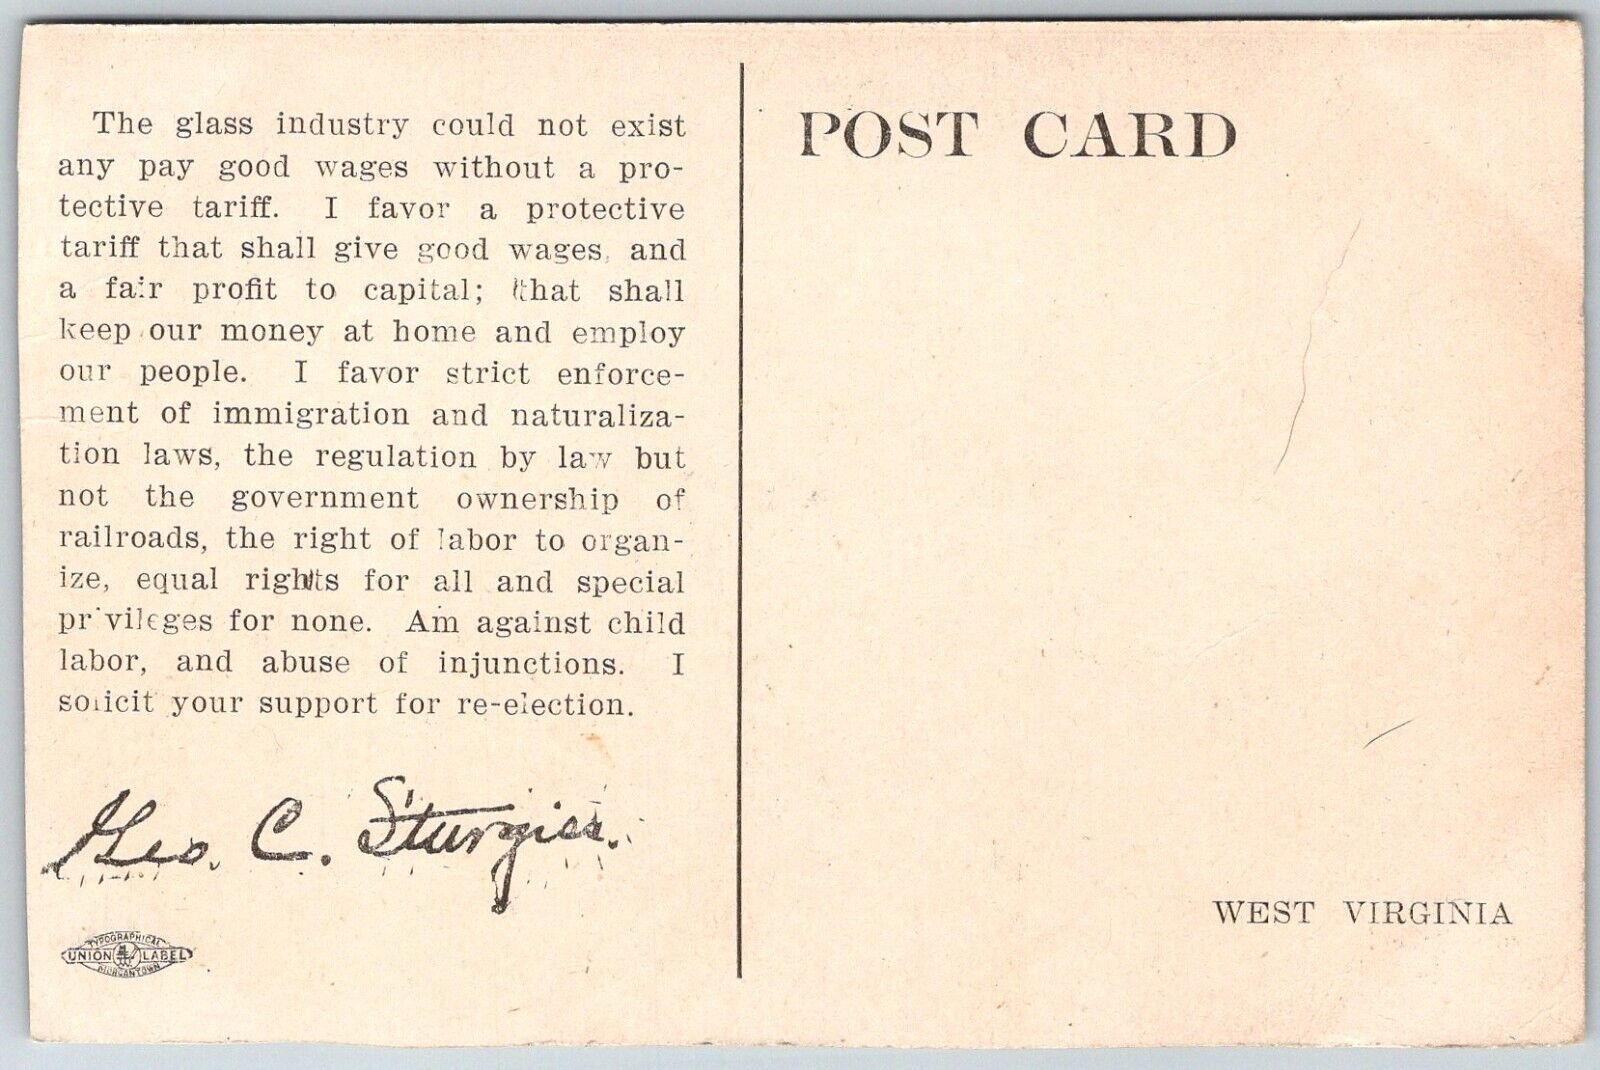 The glass industry could not exist
any pay good wages without a pro-
tective tariff. I favor a protective
tariff that shall give good wages, and
a fair profit to capital; that shall
keep our money at home and employ
our people. I favor strict enforce-
ment of immigration and naturaliza-
tion laws, the regulation by law but
not the government ownership of
railroads, the right of labor to organ-
ize, equal rights for all and special
privileges for none. Am against child
labor, and abuse of injunctions. I
solicit your support for re-election.
Geo. C. Sturgiss.
TYPOGRAPHICAL
UNION LABEL
MORGANTOWN
POST CARD
WEST VIRGINIA